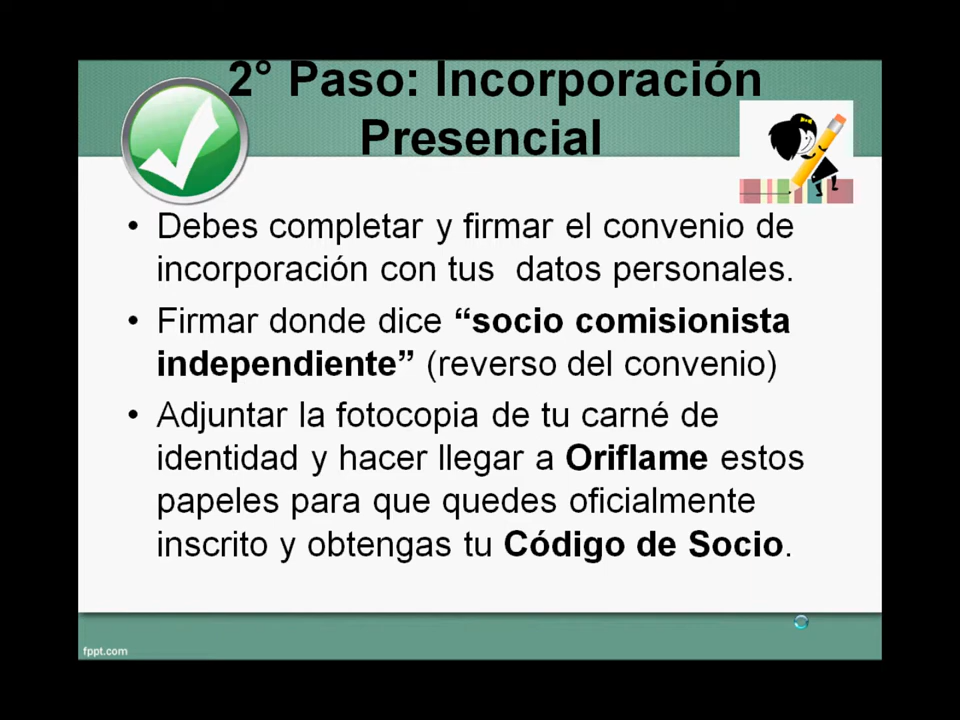 2° Paso: Incorporación
Presencial
• Debes completar y firmar el convenio de
incorporación con tus datos personales.
• Firmar donde dice “socio comisionista
independiente” (reverso del convenio)
• Adjuntar la fotocopia de tu carné de
identidad y hacer llegar a Oriflame estos
papeles para que quedes oficialmente
inscrito y obtengas tu Código de Socio.
fppt.com